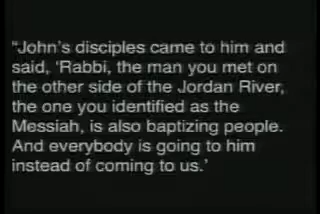 "John's disciples came to him and
said, 'Rabbi, the man you met on
the other side of the Jordan River,
the one you identified as the
Messiah, is also baptizing people.
And everybody is going to him
instead of coming to us.'